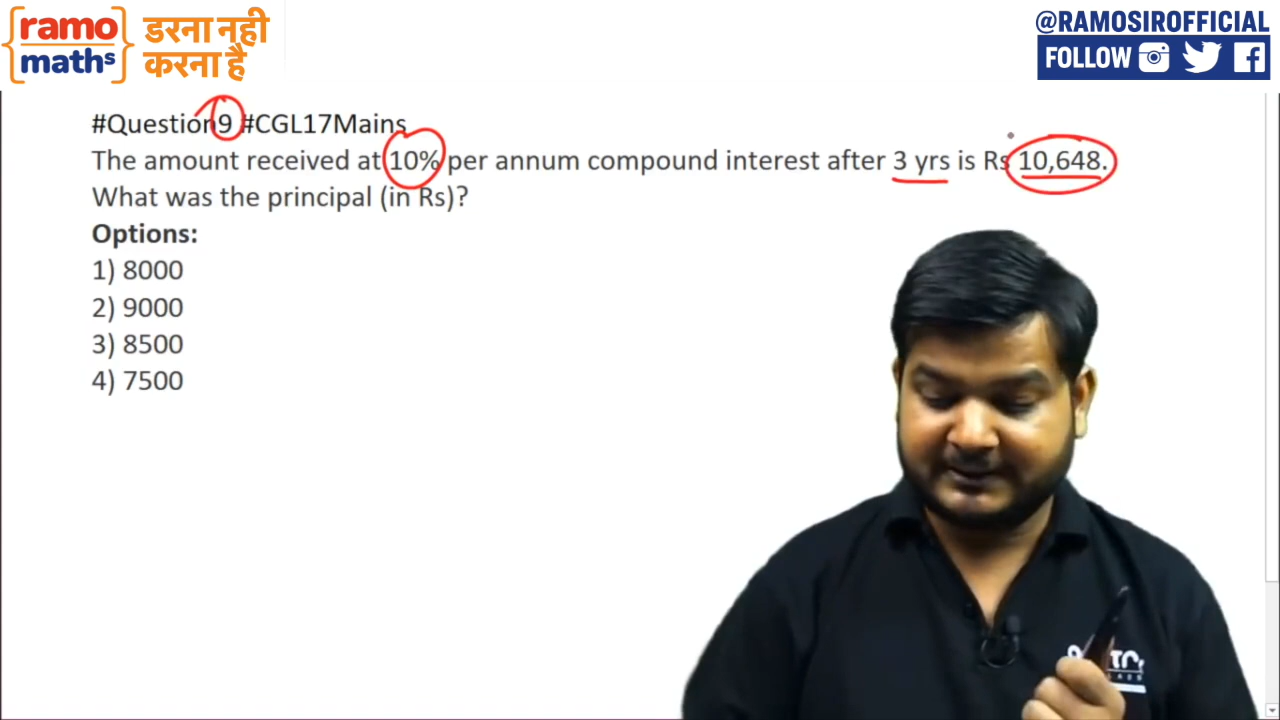 ramo
maths
डरना नही
करना है
@RAMOSIROFFICIAL
FOLLOW
#Question9 #CGL17Mains
The amount received at 10% per annum compound interest after 3 yrs is Rs 10,648.
What was the principal (in Rs)?
Options:
1) 8000
2) 9000
3) 8500
4) 7500